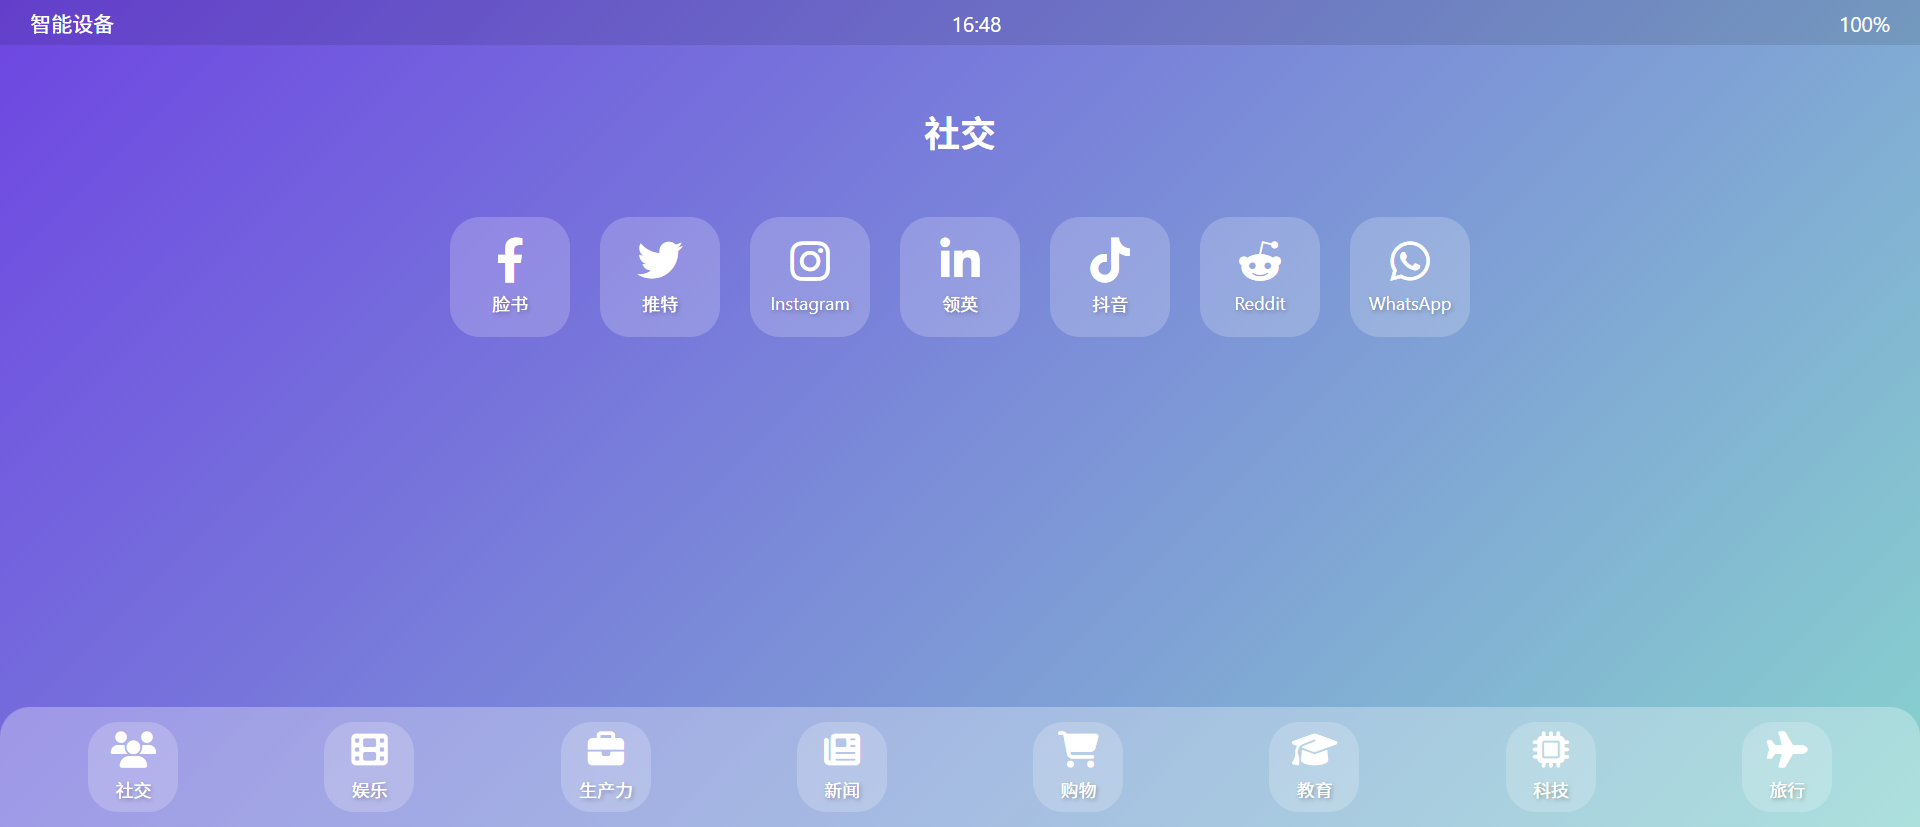 智能设备 16:48 100%
社交
脸书 推特 Instagram 领英 抖音 Reddit WhatsApp
社交 娱乐 生产力 新闻 购物 教育 科技 旅行